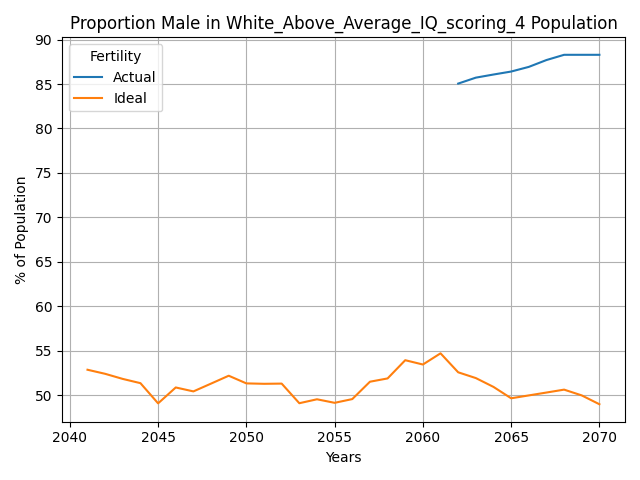 Proportion Male in White_Above_Average_IQ_scoring_4 Population
Fertility
Actual
Ideal
% of Population
90
85
80
75
70
65
60
55
50
2040
2045
2050
2055
2060
2065
2070
Years